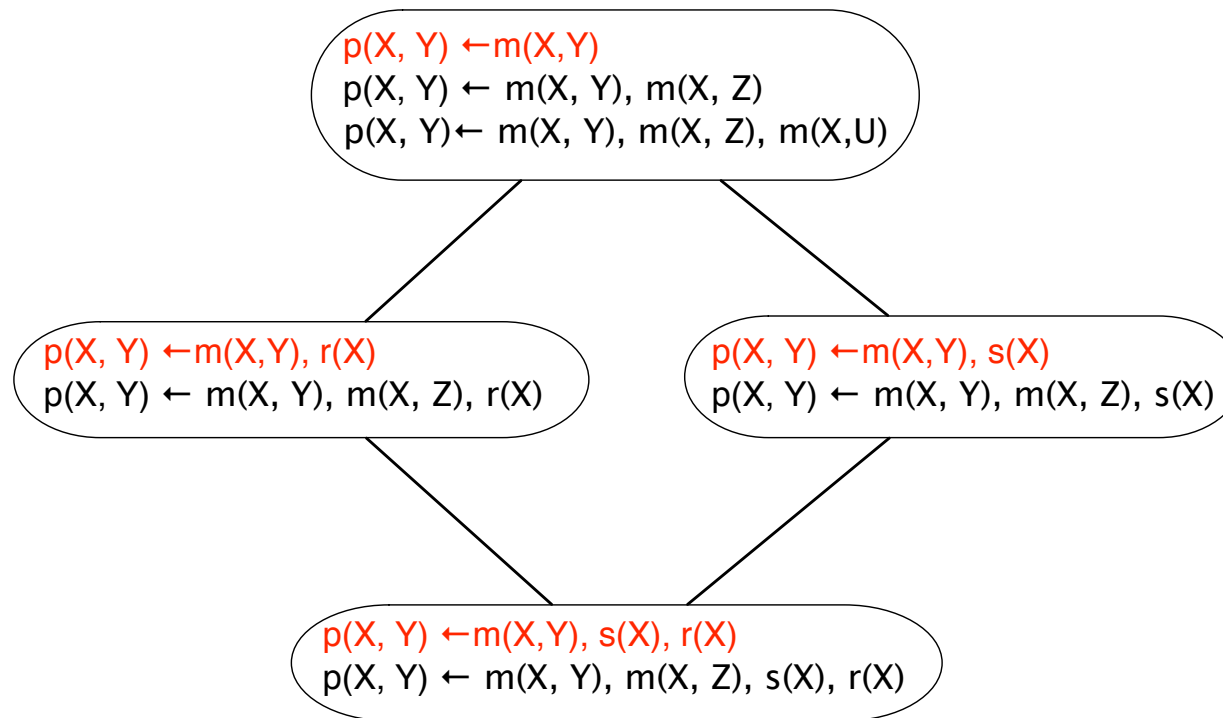 p(X, Y) ←m(X,Y)
p(X, Y) ← m(X, Y), m(X, Z)
p(X, Y)← m(X, Y), m(X, Z), m(X,U)
p(X, Y) ←m(X,Y), r(X)
p(X, Y) ← m(X, Y), m(X, Z), r(X)
p(X, Y) ←m(X,Y), s(X)
p(X, Y) ← m(X, Y), m(X, Z), s(X)
p(X, Y) ←m(X,Y), s(X), r(X)
p(X, Y) ← m(X, Y), m(X, Z), s(X), r(X)